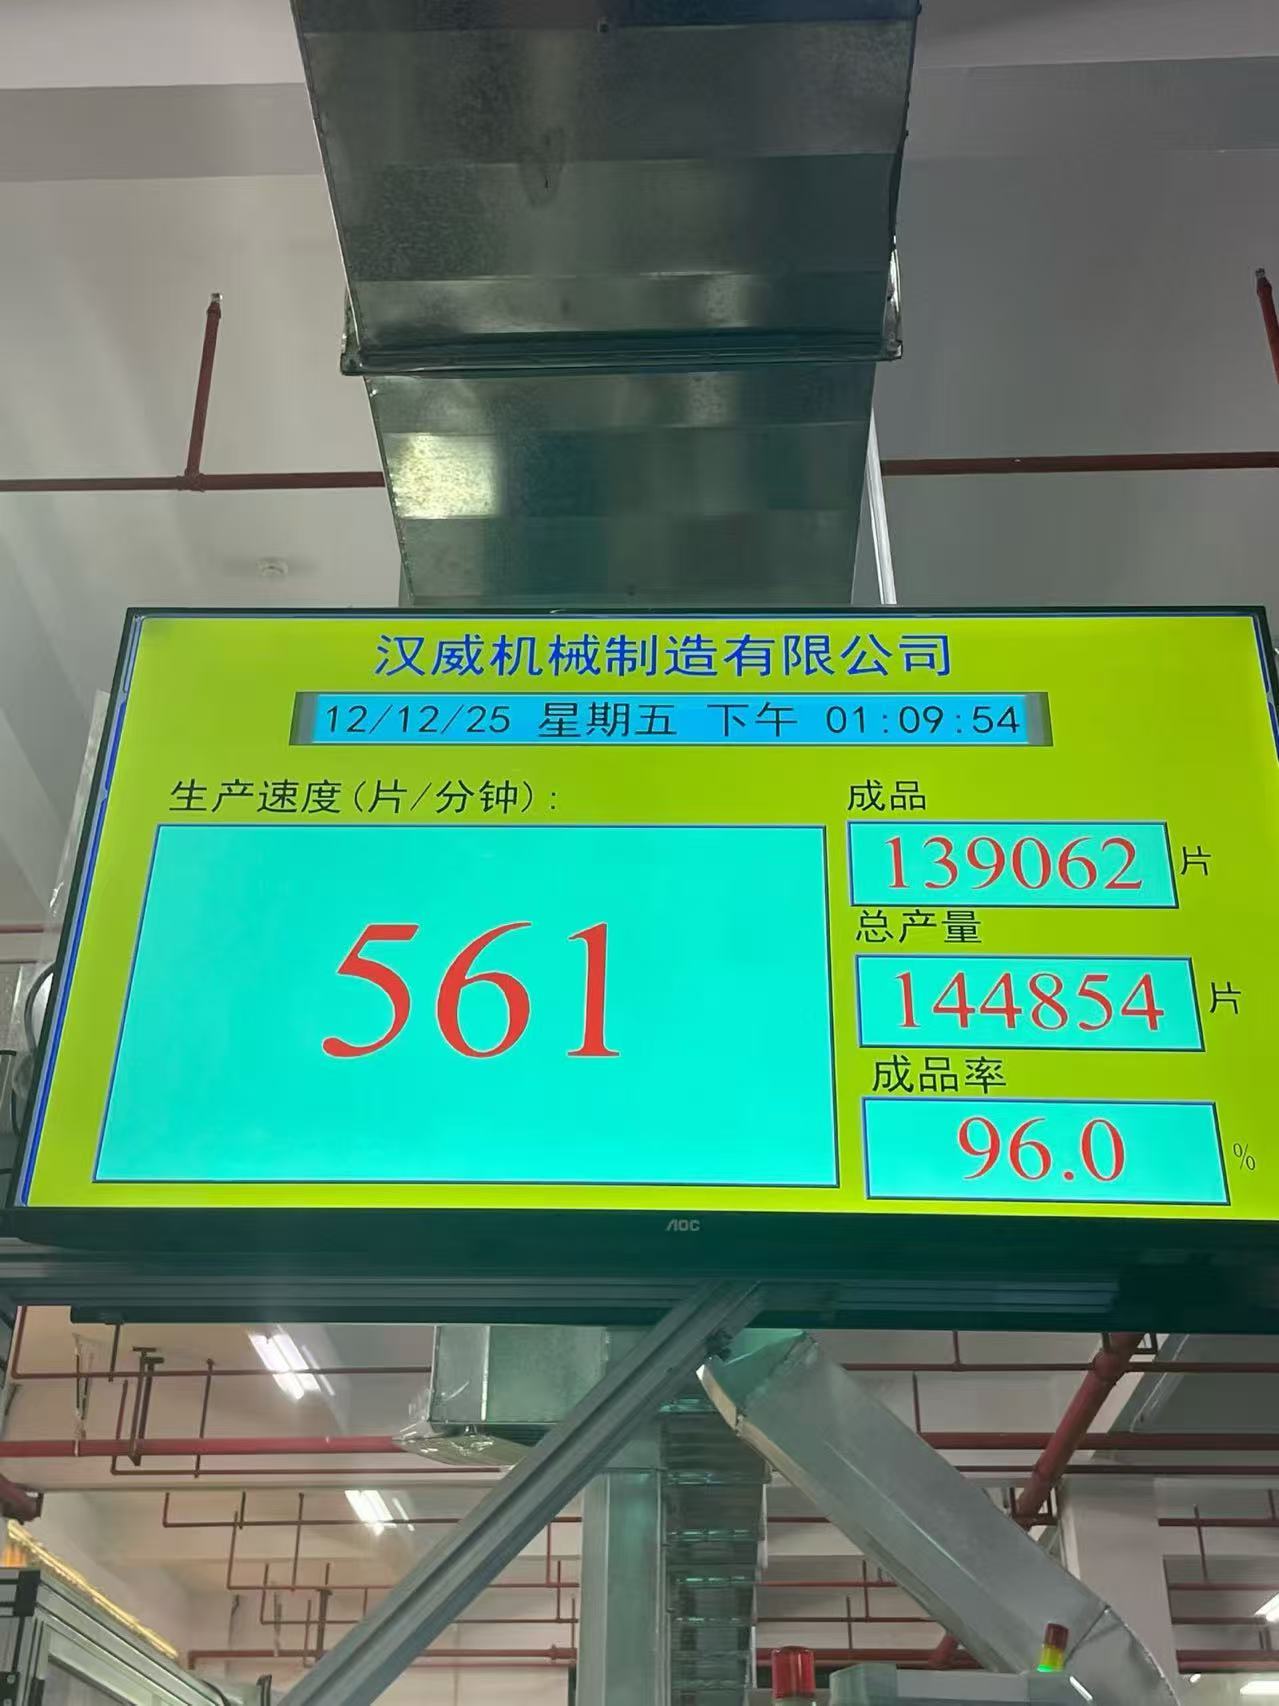 汉威机械制造有限公司
12/12/25 星期五 下午 01:09:54
生产速度(片/分钟):
561
成品
139062 片
总产量
144854 片
成品率
96.0 %
AOC